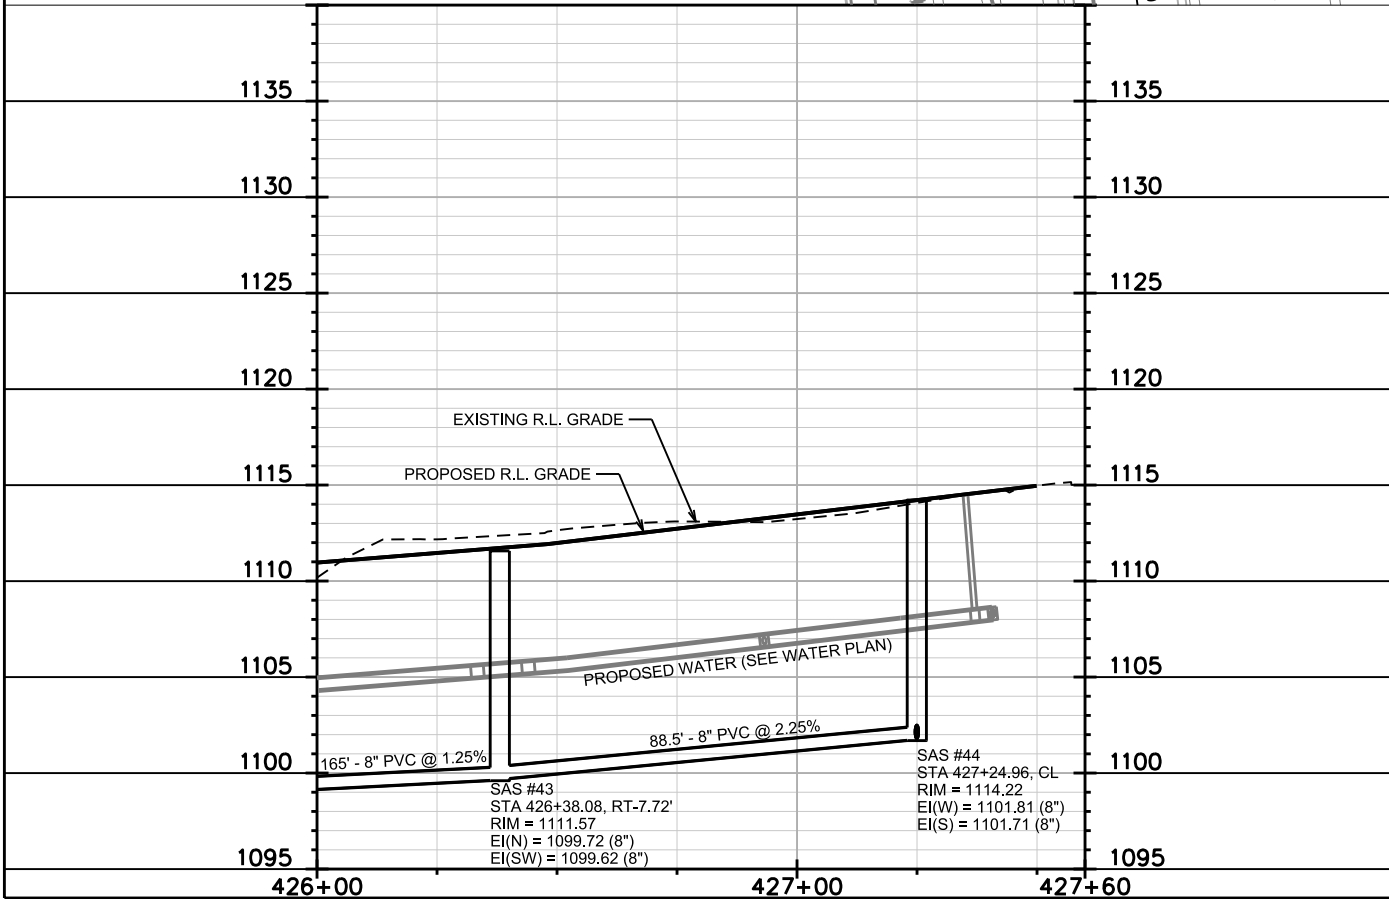 1135 1135
1130 1130
1125 1125
1120 1120
EXISTING R.L. GRADE
PROPOSED R.L. GRADE
1115 1115
1110 1110
1105 1105
PROPOSED WATER (SEE WATER PLAN)
88.5' - 8" PVC @ 2.25%
165' - 8" PVC @ 1.25%
1100 1100
SAS #43
STA 426+38.08, RT-7.72'
RIM = 1111.57
EI(N) = 1099.72 (8")
EI(SW) = 1099.62 (8")
SAS #44
STA 427+24.96, CL
RIM = 1114.22
EI(W) = 1101.81 (8")
EI(S) = 1101.71 (8")
1095 1095
426+00 427+00 427+60